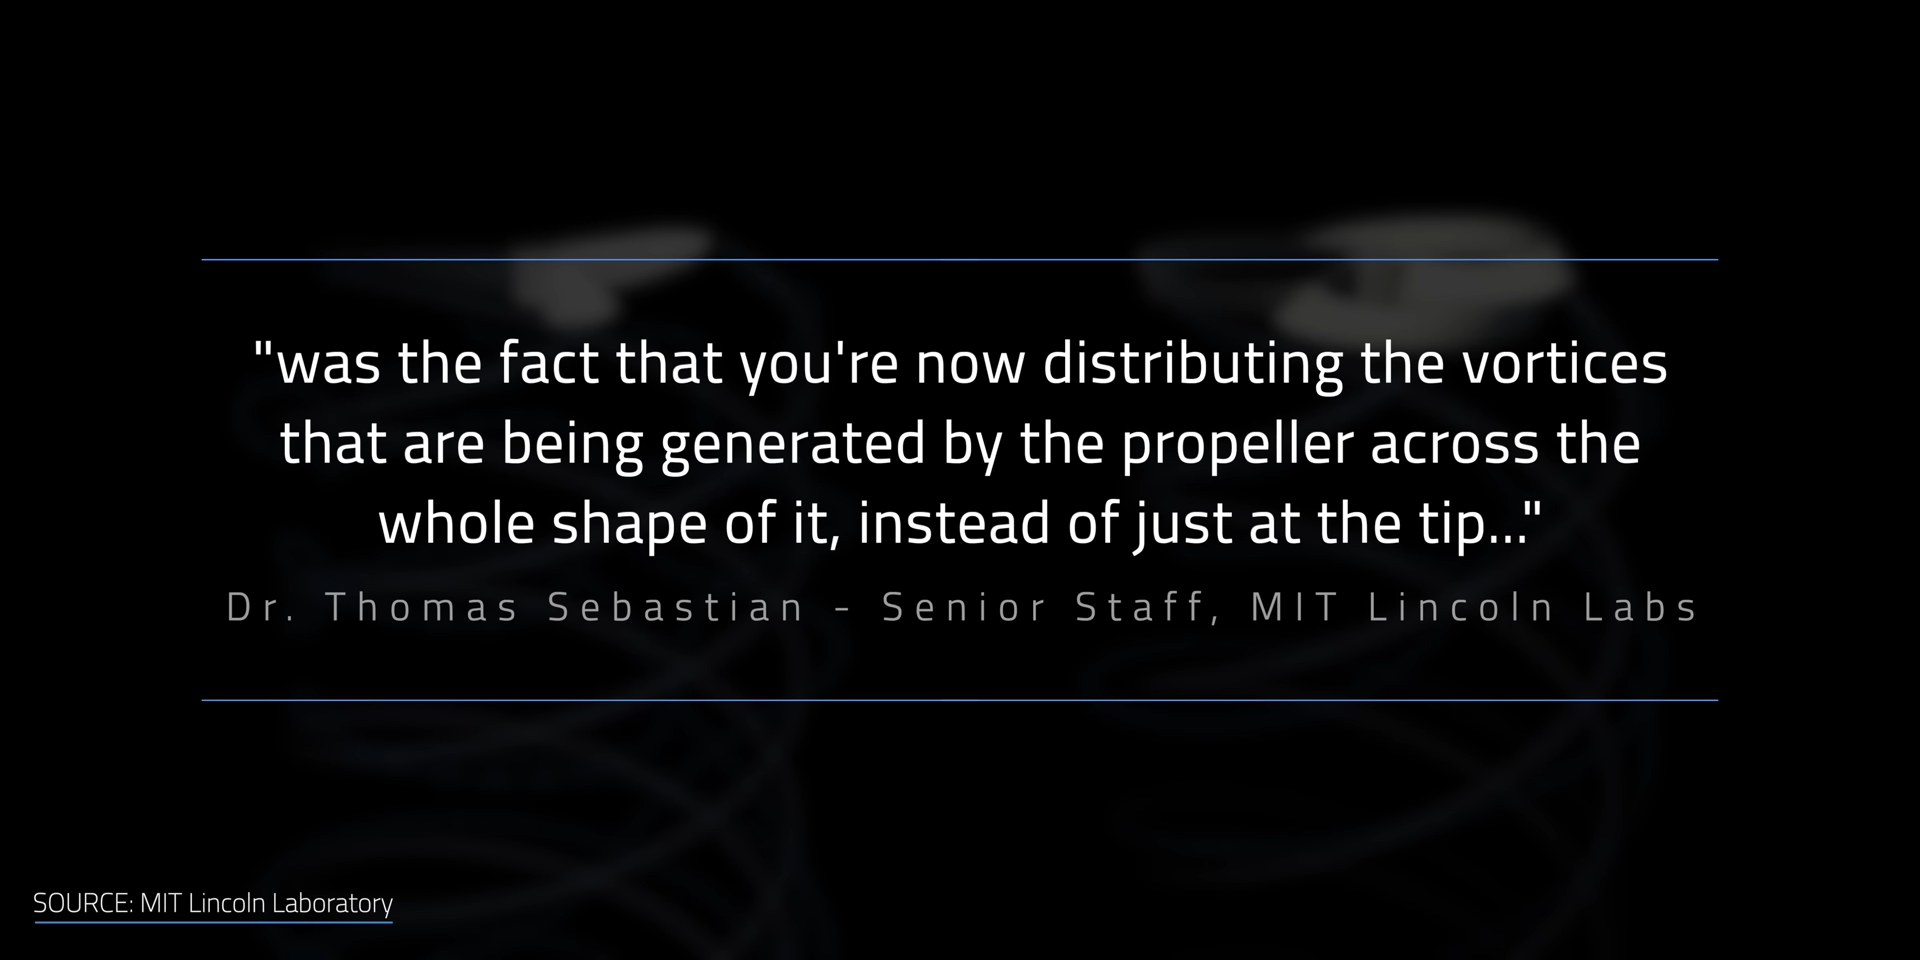 "was the fact that you're now distributing the vortices
that are being generated by the propeller across the
whole shape of it, instead of just at the tip..."
Dr. Thomas Sebastian - Senior Staff, MIT Lincoln Labs
SOURCE: MIT Lincoln Laboratory